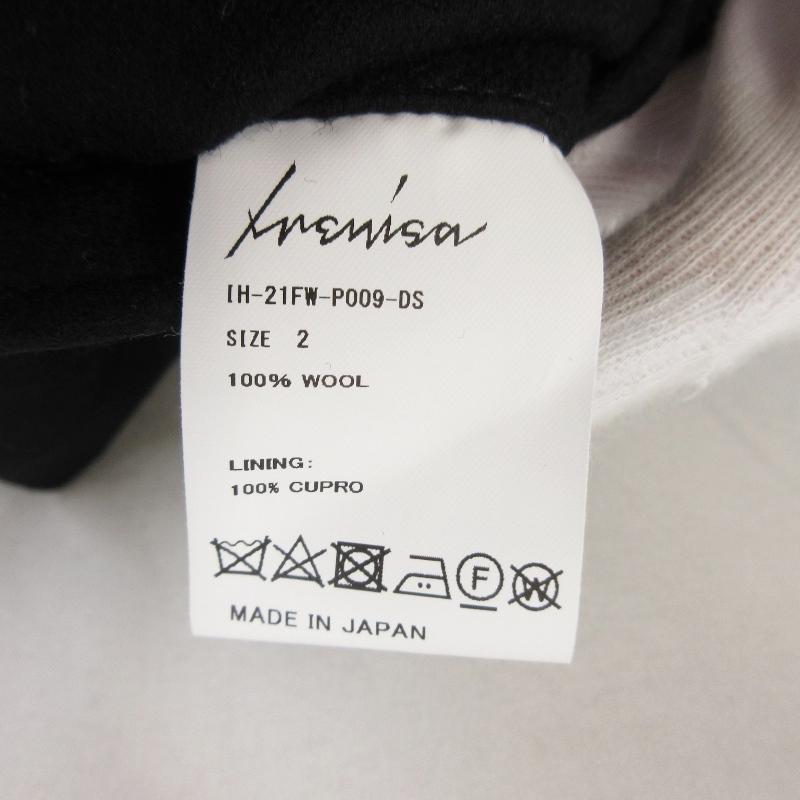 Irenisa
IH-21FW-P009-DS
SIZE 2
100% WOOL
LINING:
100% CUPRO
F W
MADE IN JAPAN